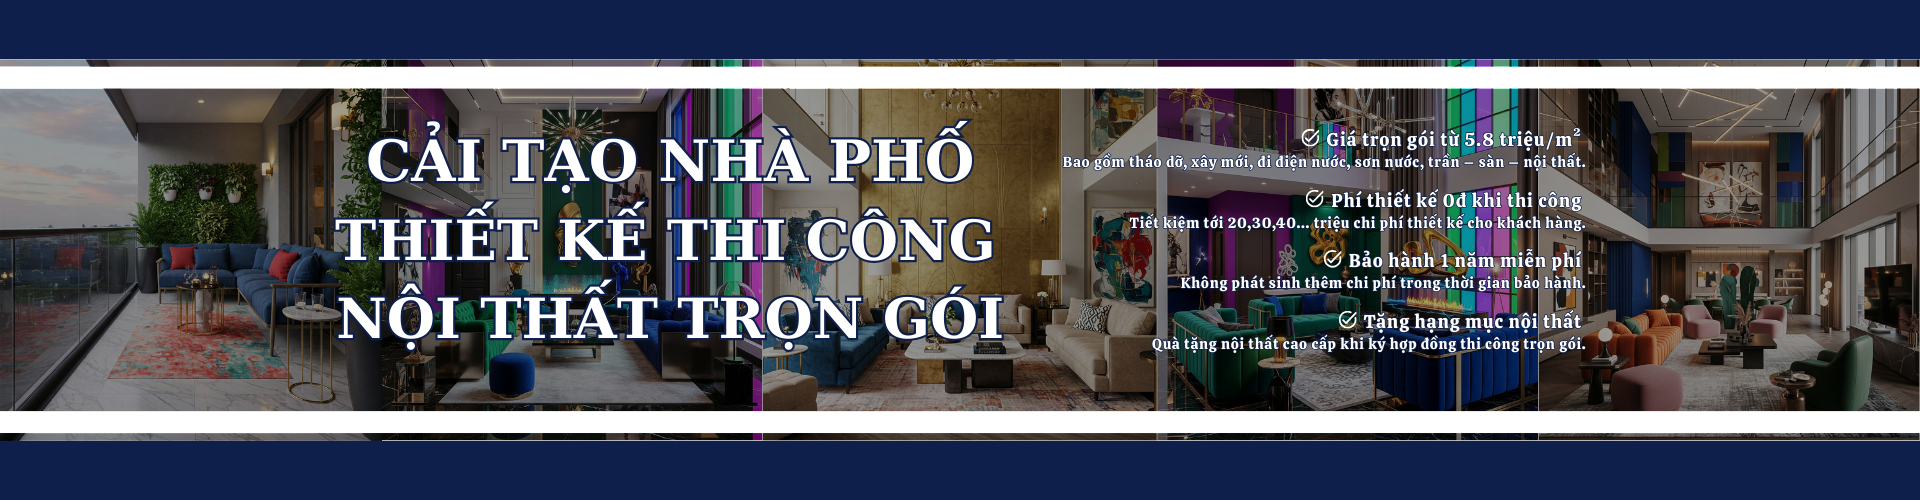 CẢI TẠO NHÀ PHỐ
THIẾT KẾ THI CÔNG
NỘI THẤT TRỌN GÓI
Giá trọn gói từ 5.8 triệu/m²
Bao gồm tháo dỡ, xây mới, đi điện nước, sơn nước, trần – sàn – nội thất.
Phí thiết kế 0đ khi thi công
Tiết kiệm tới 20,30,40... triệu chi phí thiết kế cho khách hàng.
Bảo hành 1 năm miễn phí
Không phát sinh thêm chi phí trong thời gian bảo hành.
Tặng hạng mục nội thất
Quà tặng nội thất cao cấp khi ký hợp đồng thi công trọn gói.